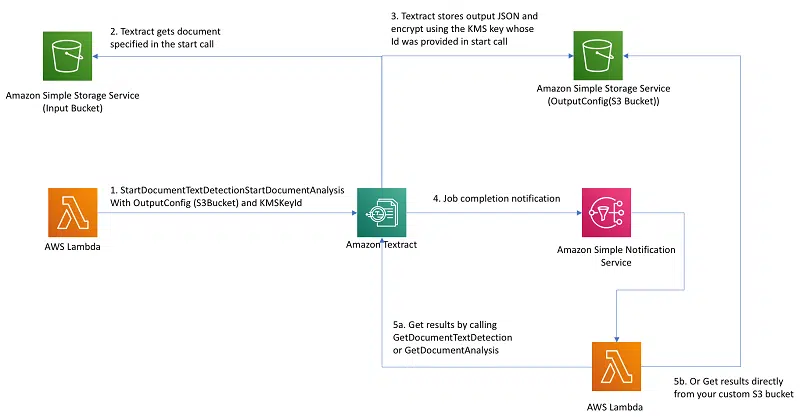 2. Textract gets document
specified in the start call
3. Textract stores output JSON and
encrypt using the KMS key whose
Id was provided in start call
Amazon Simple Storage Service
(Input Bucket)
Amazon Simple Storage Service
(OutputConfig(S3 Bucket))
1. StartDocumentTextDetectionStartDocumentAnalysis
With OutputConfig (S3Bucket) and KMSKeyId
4. Job completion notification
AWS Lambda
Amazon Textract
Amazon Simple Notification
Service
5a. Get results by calling
GetDocumentTextDetection
or GetDocumentAnalysis
5b. Or Get results directly
from your custom S3 bucket
AWS Lambda